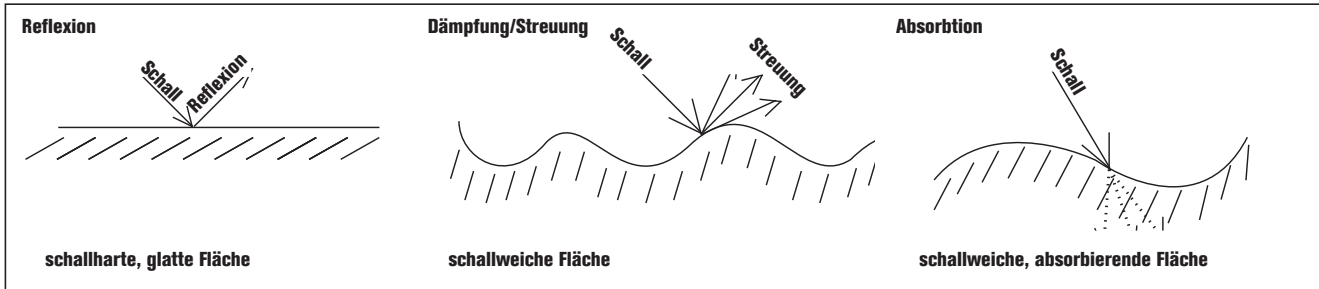 Reflexion
Schall
Reflexion
schallharte, glatte Fläche
Dämpfung/Streuung
Schall
Streuung
schallweiche Fläche
Absorbtion
Schall
schallweiche, absorbierende Fläche